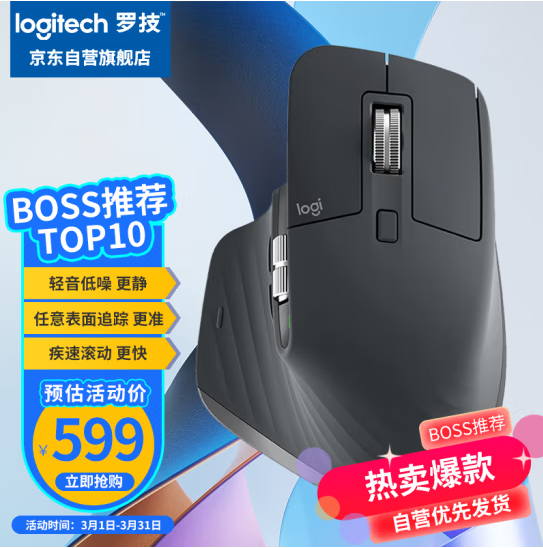 logitech 罗技™
京东自营旗舰店
logi
BOSS推荐
TOP10
轻音低噪 更静
任意表面追踪 更准
疾速滚动 更快
预估活动价
¥599
立即抢购
活动时间：3月1日-3月31日
BOSS推荐
热卖爆款
自营优先发货